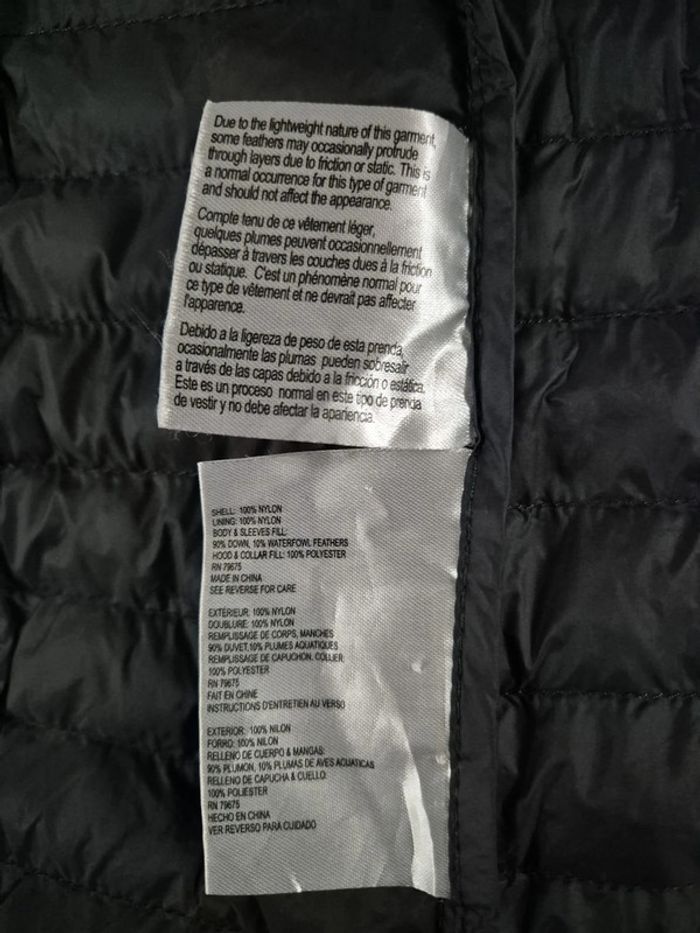 Due to the lightweight nature of this garment,
some feathers may occasionally protrude
through layers due to friction or static. This is
a normal occurrence for this type of garment
and should not affect the appearance.
Compte tenu de ce vêtement léger,
quelques plumes peuvent occasionnellement
dépasser à travers les couches dues à la friction
ou statique. C'est un phénomène normal pour
ce type de vêtement et ne devrait pas affecter
l'apparence.
Debido a la ligereza de peso de esta prenda,
ocasionalmente las plumas pueden sobresalir
a través de las capas debido a la fricción o estática.
Este es un proceso normal en este tipo de prenda
de vestir y no debe afectar la apariencia.
SHELL: 100% NYLON
LINING: 100% NYLON
BODY & SLEEVES FILL:
90% DOWN, 10% WATERFOWL FEATHERS
HOOD & COLLAR FILL: 100% POLYESTER
RN 79675
MADE IN CHINA
SEE REVERSE FOR CARE
EXTÉRIEUR: 100% NYLON
DOUBLURE: 100% NYLON
REMPLISSAGE DE CORPS, MANCHES
90% DUVET,10% PLUMES AQUATIQUES
REMPLISSAGE DE CAPUCHON, COLLIER:
100% POLYESTER
RN 79675
FAIT EN CHINE
INSTRUCTIONS D'ENTRETIEN AU VERSO
EXTERIOR: 100% NILON
FORRO: 100% NILON
RELLENO DE CUERPO & MANGAS:
90% PLUMON, 10% PLUMAS DE AVES ACUATICAS
RELLENO DE CAPUCHA & CUELLO:
100% POLIESTER
RN 79675
HECHO EN CHINA
VER REVERSO PARA CUIDADO